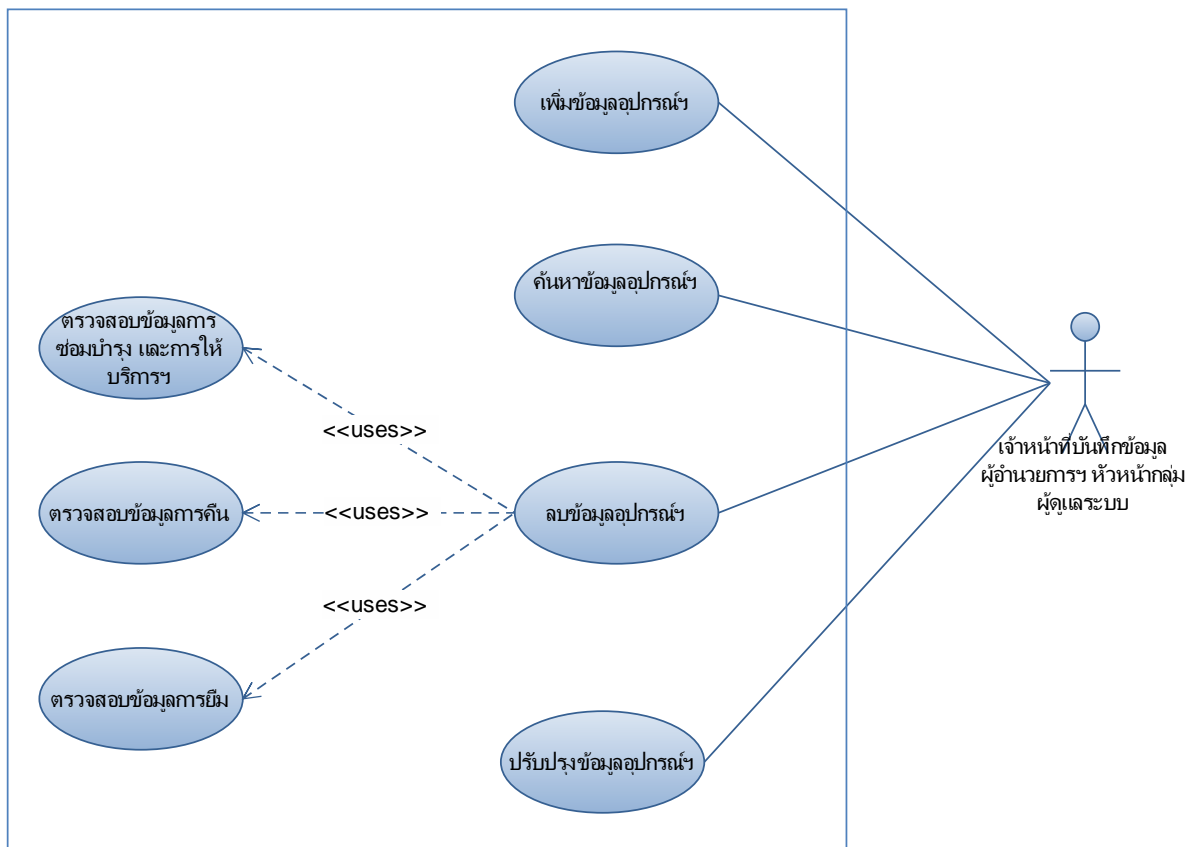 เพิ่มข้อมูลอุปกรณ์ฯ
ค้นหาข้อมูลอุปกรณ์ฯ
ตรวจสอบข้อมูลการ
ซ่อมบำรุง และการให้
บริการฯ
<<uses>>
ตรวจสอบข้อมูลการคืน
<<uses>>
ลบข้อมูลอุปกรณ์ฯ
เจ้าหน้าที่บันทึกข้อมูล
ผู้อำนวยการฯ หัวหน้ากลุ่ม
ผู้ดูแลระบบ
<<uses>>
ตรวจสอบข้อมูลการยืม
ปรับปรุงข้อมูลอุปกรณ์ฯ